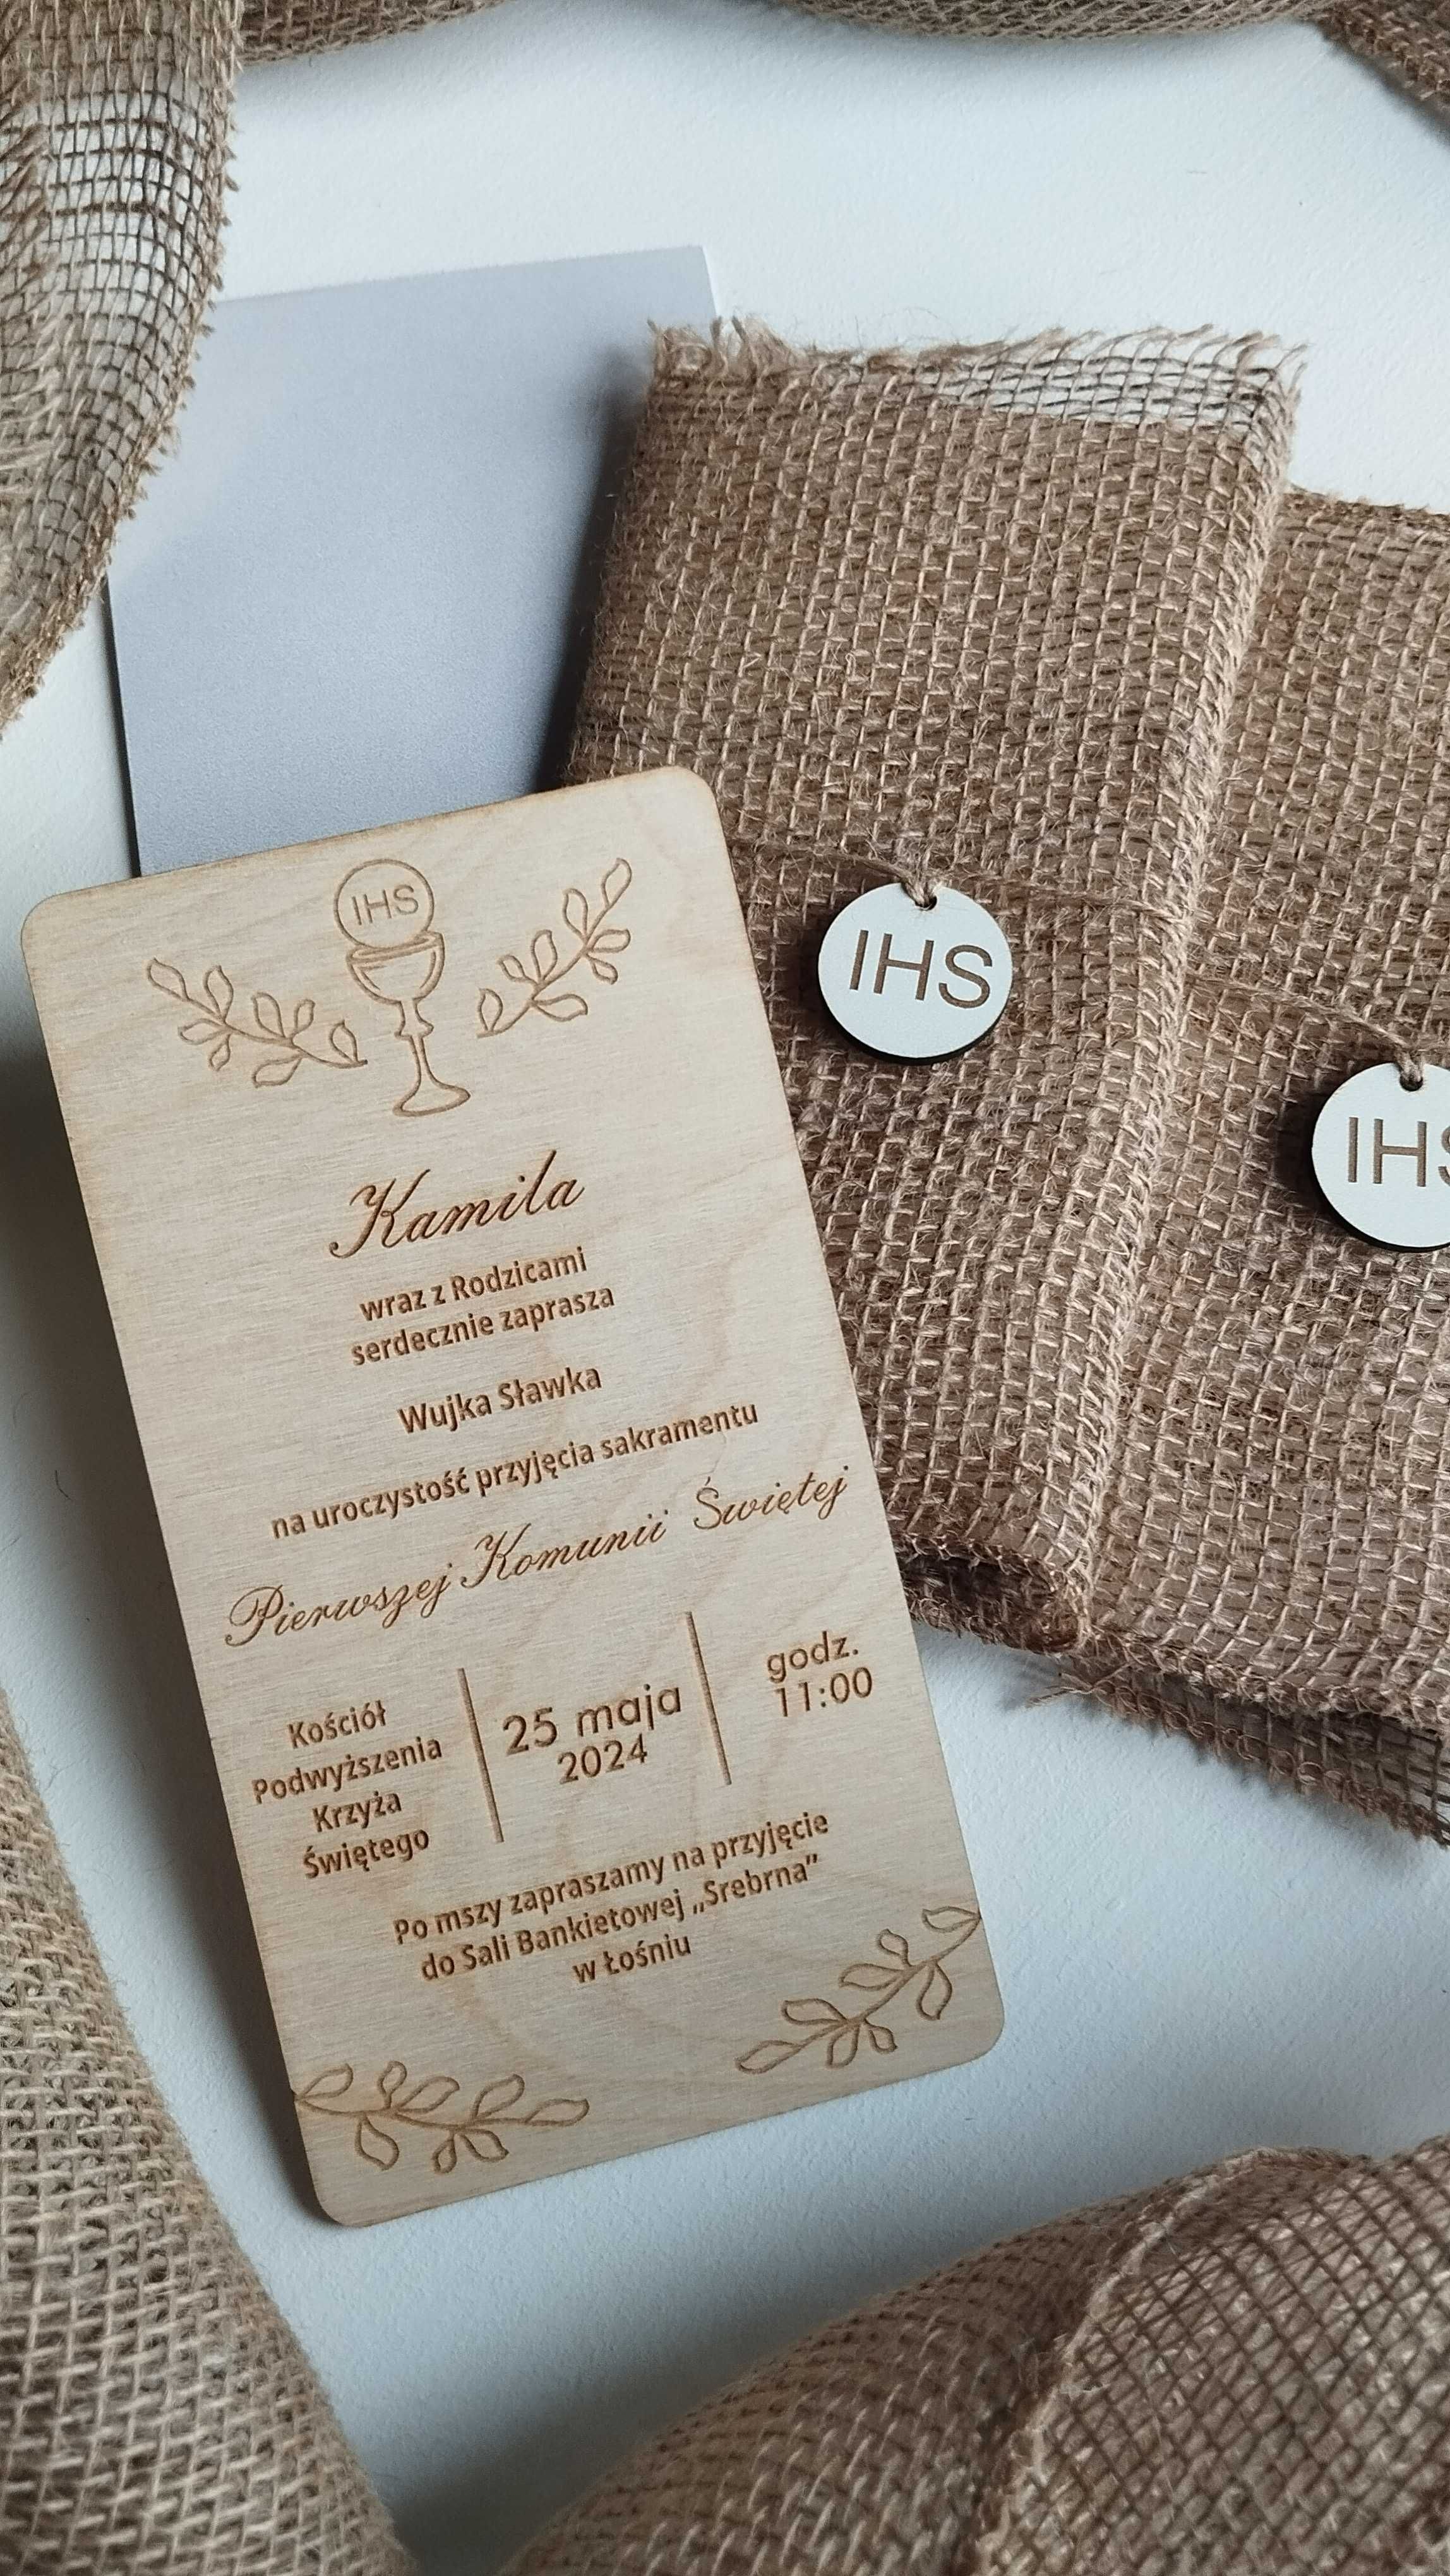 IHS
Kamila
wraz z Rodzicami
serdecznie zaprasza
Wujka Sławka
na uroczystość przyjęcia sakramentu
Pierwszej Komunii Świętej
Kościół
Podwyższenia
Krzyża
Świętego
25 maja
2024
godz.
11:00
Po mszy zapraszamy na przyjęcie
do Sali Bankietowej „Srebrna”
w Łośniu
IHS
IHS